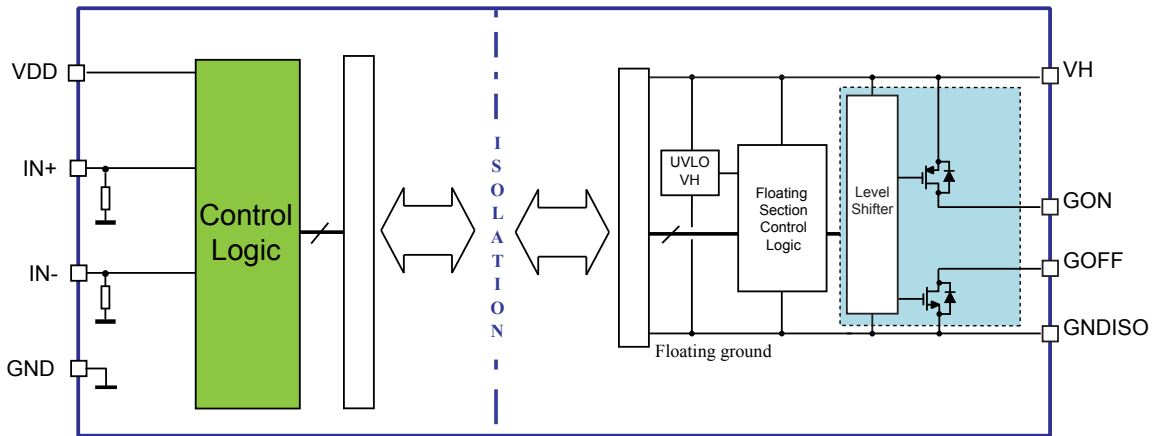 VDD
IN+
IN-
GND
Control
Logic
ISOLATION
UVLO
VH
Floating
Section
Control
Logic
Level
Shifter
Floating ground
VH
GON
GOFF
GNDISO